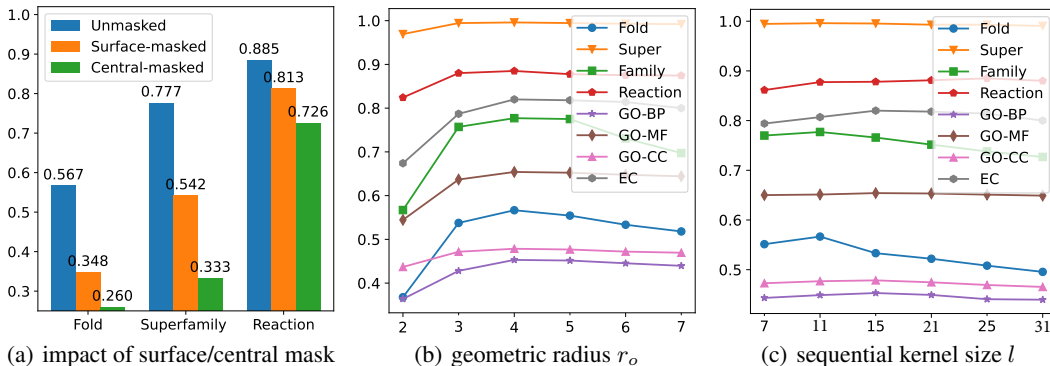 1.0
0.9
0.8
0.7
0.6
0.5
0.4
0.3
Unmasked
Surface-masked
Central-masked
0.567
0.348
0.260
0.777
0.542
0.333
0.885
0.813
0.726
Fold Superfamily Reaction
(a) impact of surface/central mask
1.0
0.9
0.8
0.7
0.6
0.5
0.4
Fold
Super
Family
Reaction
GO-BP
GO-MF
GO-CC
EC
2 3 4 5 6 7
(b) geometric radius r_o
1.0
0.9
0.8
0.7
0.6
0.5
Fold
Super
Family
Reaction
GO-BP
GO-MF
GO-CC
EC
7 11 15 21 25 31
(c) sequential kernel size l